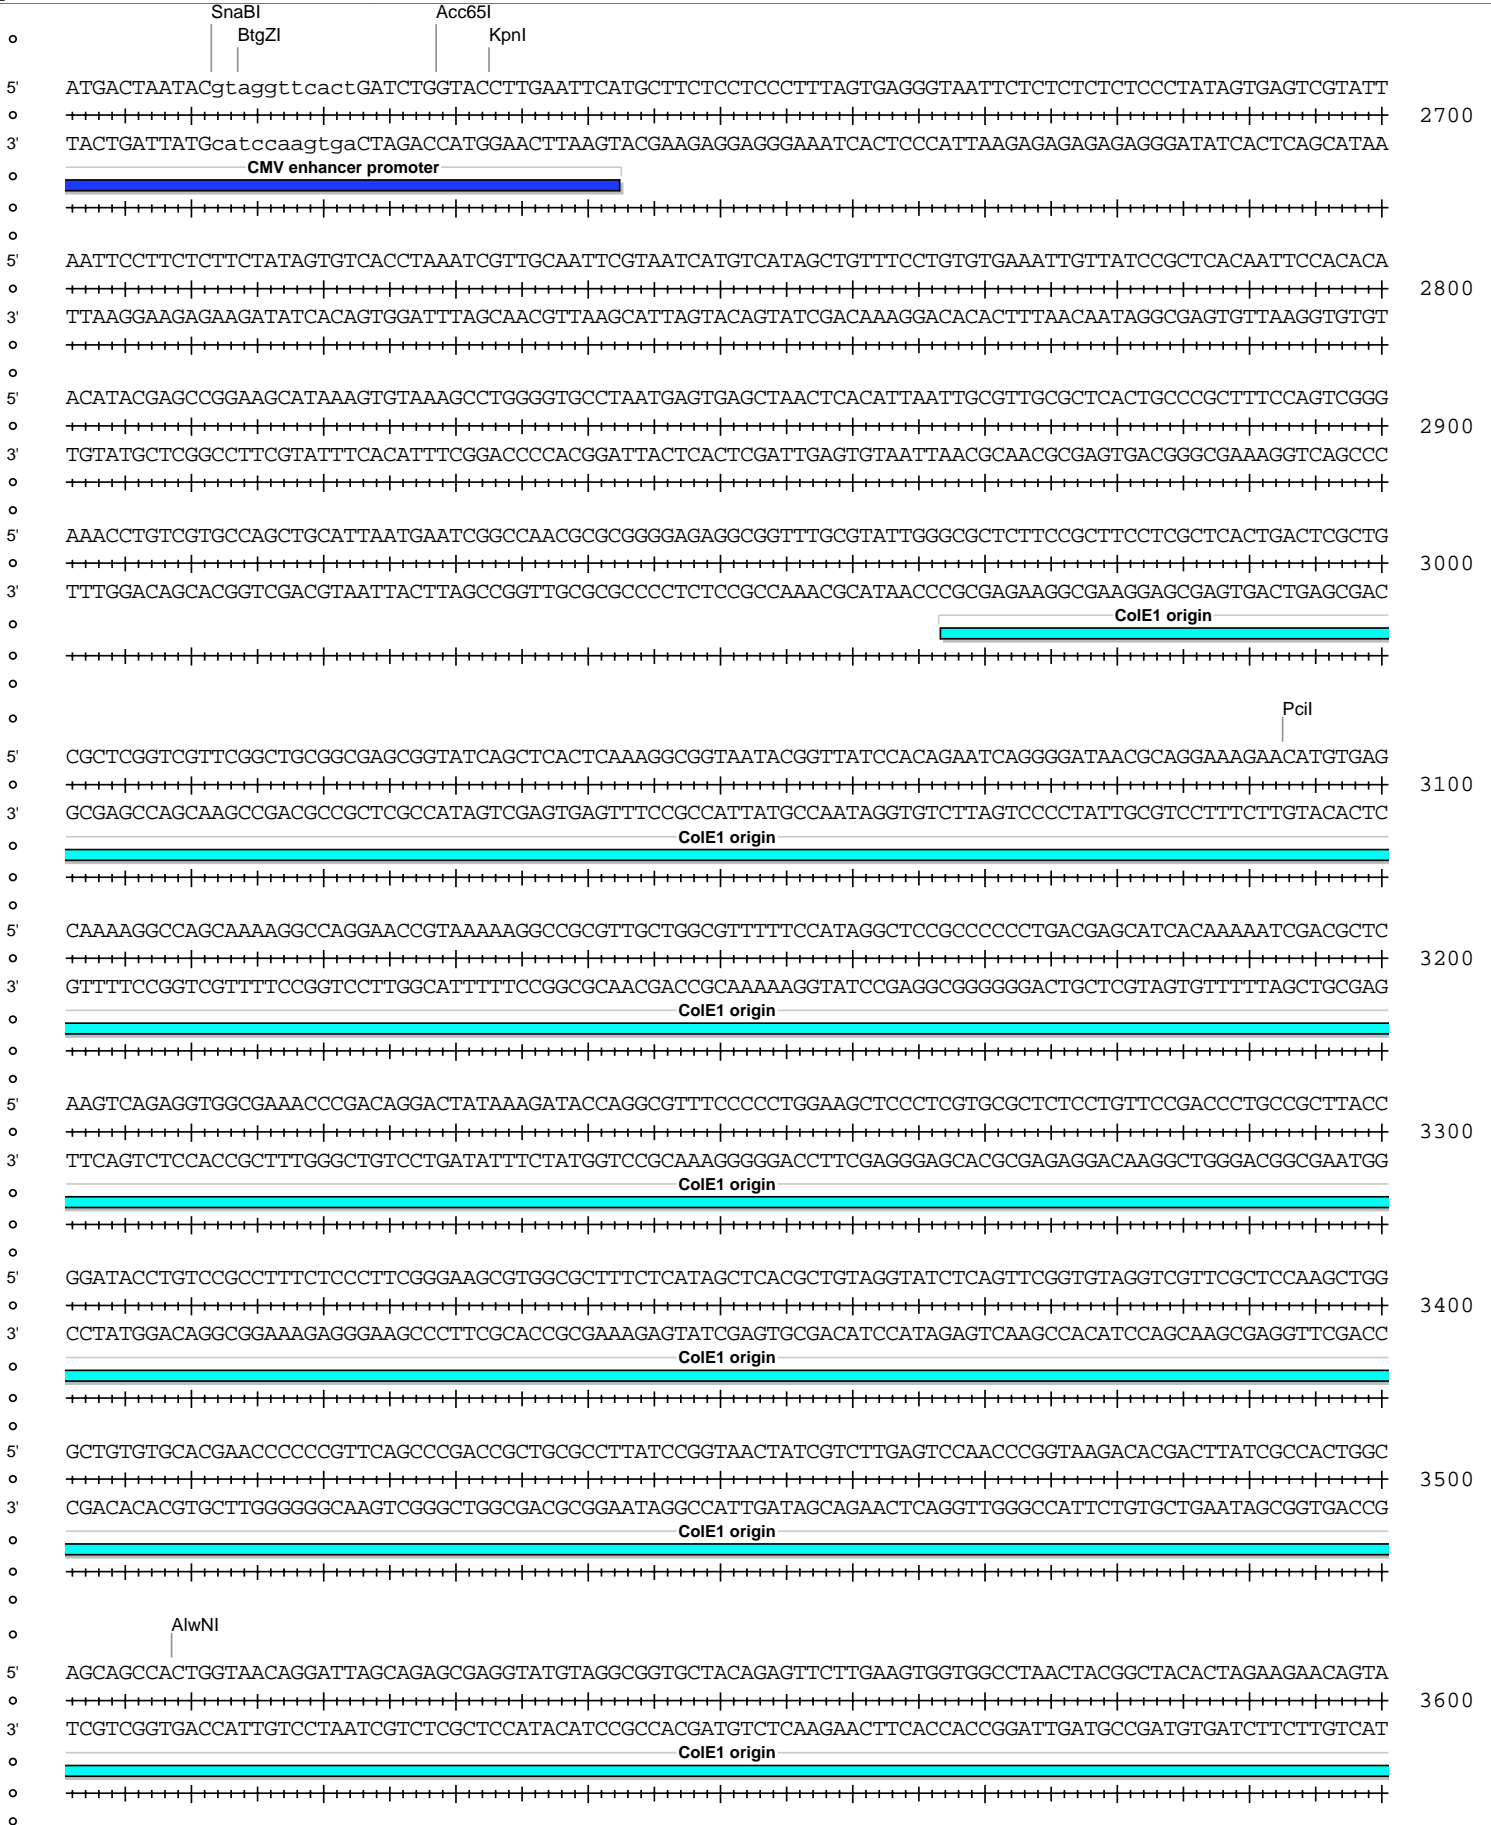 SnaBI Acc65I
BtgZI KpnI
5' ATGACTAATACgtaggttcactGATCTGGTACCTTGAATTCATGCTTCTCCTCCCTTTAGTGAGGGTAATTCTCTCTCTCTCCCTATAGTGAGTCGTATT
2700
3' TACTGATTATGcatccaagtgaCTAGACCATGGAACTTAAGTACGAAGAGGAGGGAAATCACTCCCATTAAGAGAGAGAGAGGGATATCACTCAGCATAA
CMV enhancer promoter
5' AATTCCTTCTCTTCTATAGTGTCACCTAAATCGTTGCAATTCGTAATCATGTCATAGCTGTTTCCTGTGTGAAATTGTTATCCGCTCACAATTCCACACA
2800
3' TTAAGGAAGAGAAGATATCACAGTGGATTTAGCAACGTTAAGCATTAGTACAGTATCGACAAAGGACACACTTTAACAATAGGCGAGTGTTAAGGTGTGT
5' ACATACGAGCCGGAAGCATAAAGTGTAAAGCCTGGGGTGCCTAATGAGTGAGCTAACTCACATTAATTGCGTTGCGCTCACTGCCCGCTTTCCAGTCGGG
2900
3' TGTATGCTCGGCCTTCGTATTTCACATTTCGGACCCCACGGATTACTCACTCGATTGAGTGTAATTAACGCAACGCGAGTGACGGGCGAAAGGTCAGCCC
5' AAACCTGTCGTGCCAGCTGCATTAATGAATCGGCCAACGCGCGGGGAGAGGCGGTTTGCGTATTGGGCGCTCTTCCGCTTCCTCGCTCACTGACTCGCTG
3000
3' TTTGGACAGCACGGTCGACGTAATTACTTAGCCGGTTGCGCGCCCCTCTCCGCCAAACGCATAACCCGCGAGAAGGCGAAGGAGCGAGTGACTGAGCGAC
ColE1 origin
PciI
5' CGCTCGGTCGTTCGGCTGCGGCGAGCGGTATCAGCTCACTCAAAGGCGGTAATACGGTTATCCACAGAATCAGGGGATAACGCAGGAAAGAACATGTGAG
3100
3' GCGAGCCAGCAAGCCGACGCCGCTCGCCATAGTCGAGTGAGTTTCCGCCATTATGCCAATAGGTGTCTTAGTCCCCTATTGCGTCCTTTCTTGTACACTC
ColE1 origin
5' CAAAAGGCCAGCAAAAGGCCAGGAACCGTAAAAAGGCCGCGTTGCTGGCGTTTTTCCATAGGCTCCGCCCCCCTGACGAGCATCACAAAAATCGACGCTC
3200
3' GTTTTCCGGTCGTTTTCCGGTCCTTGGCATTTTTCCGGCGCAACGACCGCAAAAAGGTATCCGAGGCGGGGGGACTGCTCGTAGTGTTTTTAGCTGCGAG
ColE1 origin
5' AAGTCAGAGGTGGCGAAACCCGACAGGACTATAAAGATACCAGGCGTTTCCCCCTGGAAGCTCCCTCGTGCGCTCTCCTGTTCCGACCCTGCCGCTTACC
3300
3' TTCAGTCTCCACCGCTTTGGGCTGTCCTGATATTTCTATGGTCCGCAAAGGGGGACCTTCGAGGGAGCACGCGAGAGGACAAGGCTGGGACGGCGAATGG
ColE1 origin
5' GGATACCTGTCCGCCTTTCTCCCTTCGGGAAGCGTGGCGCTTTCTCATAGCTCACGCTGTAGGTATCTCAGTTCGGTGTAGGTCGTTCGCTCCAAGCTGG
3400
3' CCTATGGACAGGCGGAAAGAGGGAAGCCCTTCGCACCGCGAAAGAGTATCGAGTGCGACATCCATAGAGTCAAGCCACATCCAGCAAGCGAGGTTCGACC
ColE1 origin
5' GCTGTGTGCACGAACCCCCCGTTCAGCCCGACCGCTGCGCCTTATCCGGTAACTATCGTCTTGAGTCCAACCCGGTAAGACACGACTTATCGCCACTGGC
3500
3' CGACACACGTGCTTGGGGGGCAAGTCGGGCTGGCGACGCGGAATAGGCCATTGATAGCAGAACTCAGGTTGGGCCATTCTGTGCTGAATAGCGGTGACCG
ColE1 origin
AlwNI
5' AGCAGCCACTGGTAACAGGATTAGCAGAGCGAGGTATGTAGGCGGTGCTACAGAGTTCTTGAAGTGGTGGCCTAACTACGGCTACACTAGAAGAACAGTA
3600
3' TCGTCGGTGACCATTGTCCTAATCGTCTCGCTCCATACATCCGCCACGATGTCTCAAGAACTTCACCACCGGATTGATGCCGATGTGATCTTCTTGTCAT
ColE1 origin